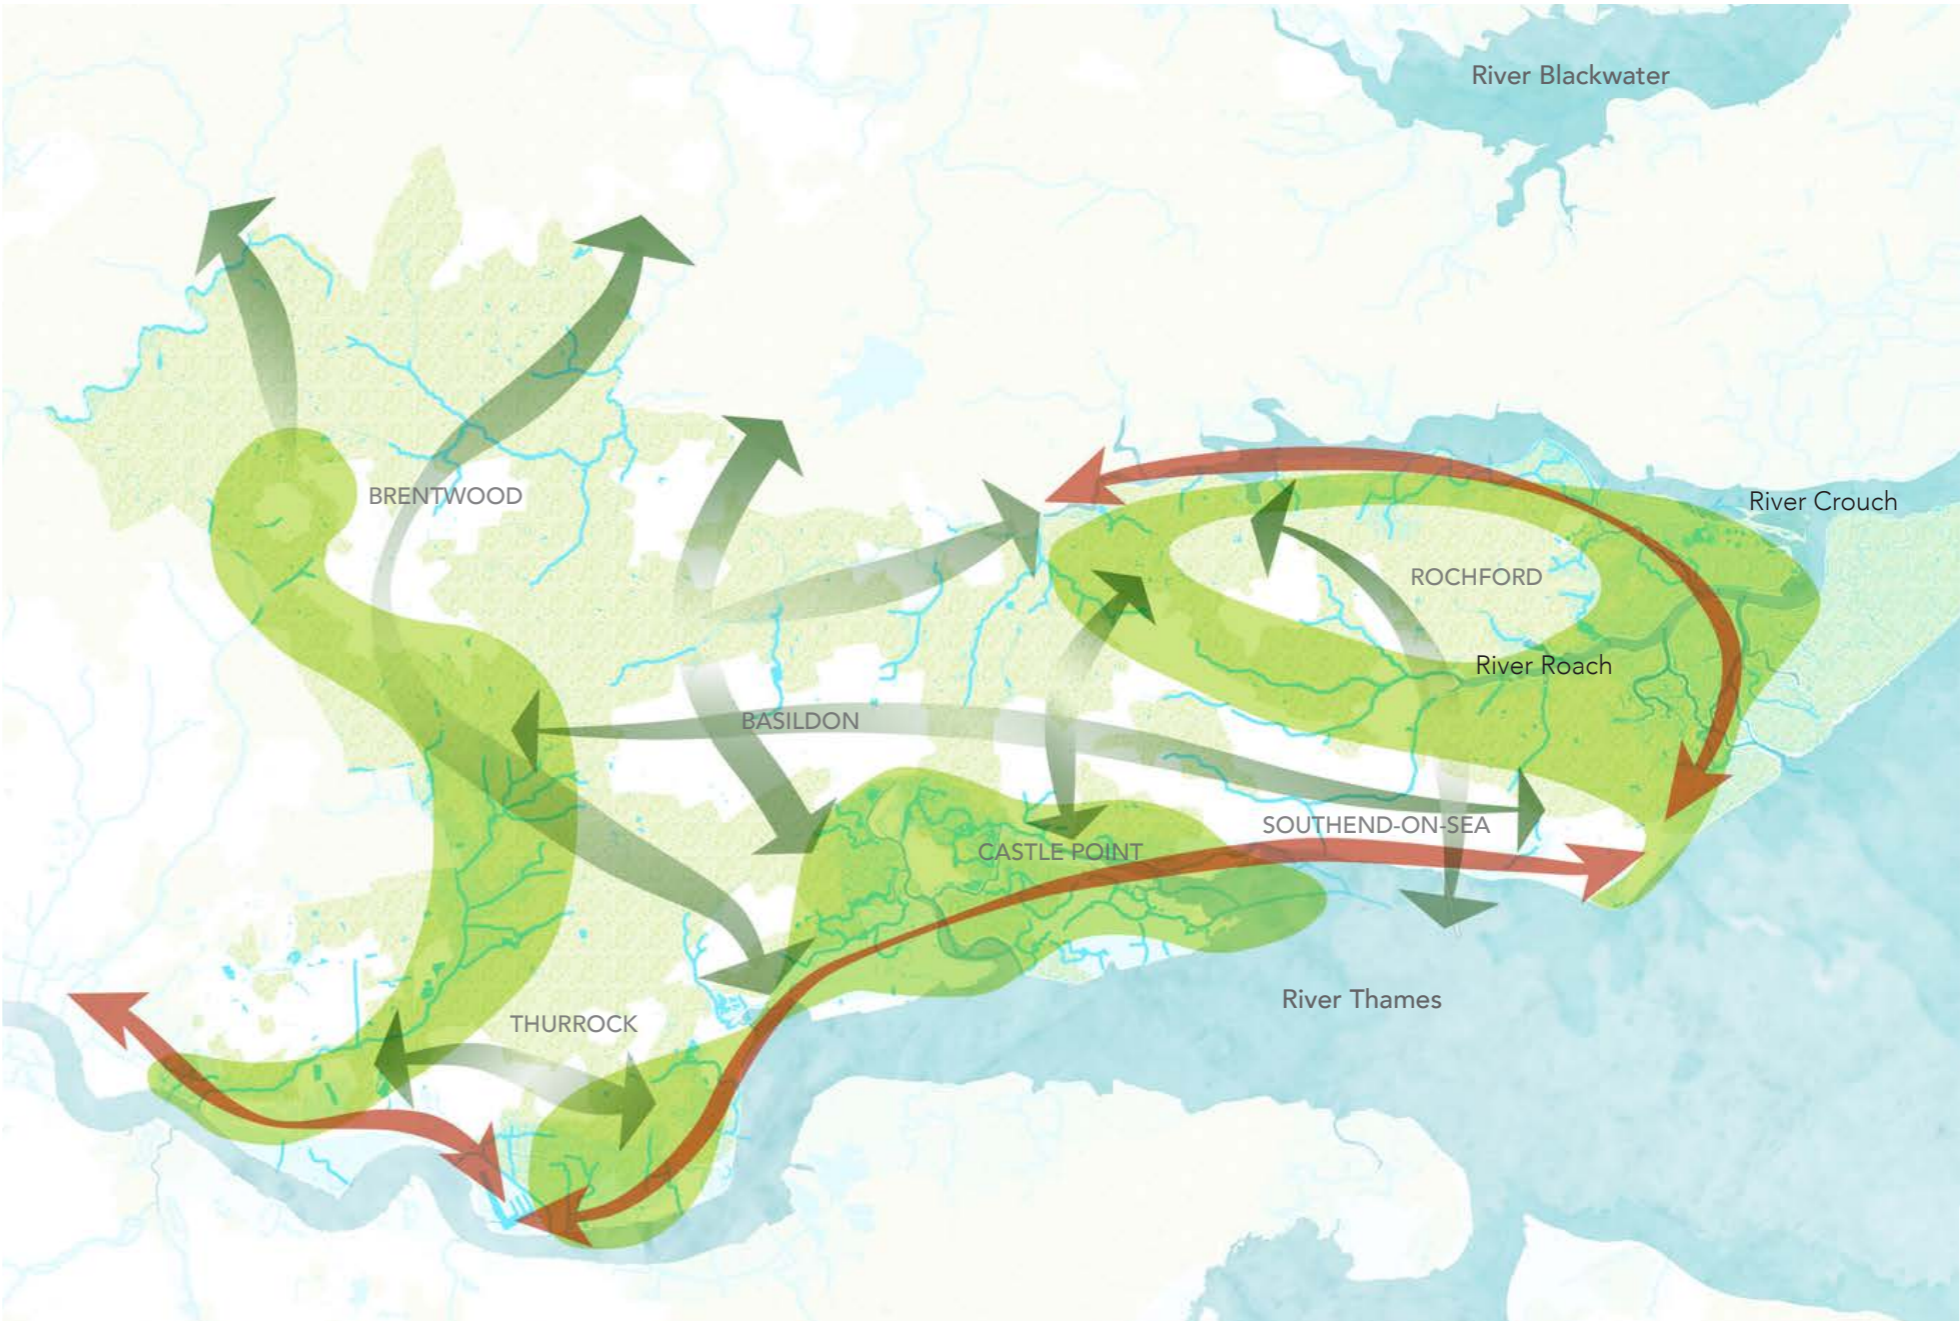 River Blackwater
BRENTWOOD
River Crouch
ROCHFORD
River Roach
BASILDON
SOUTHEND-ON-SEA
CASTLE POINT
River Thames
THURROCK